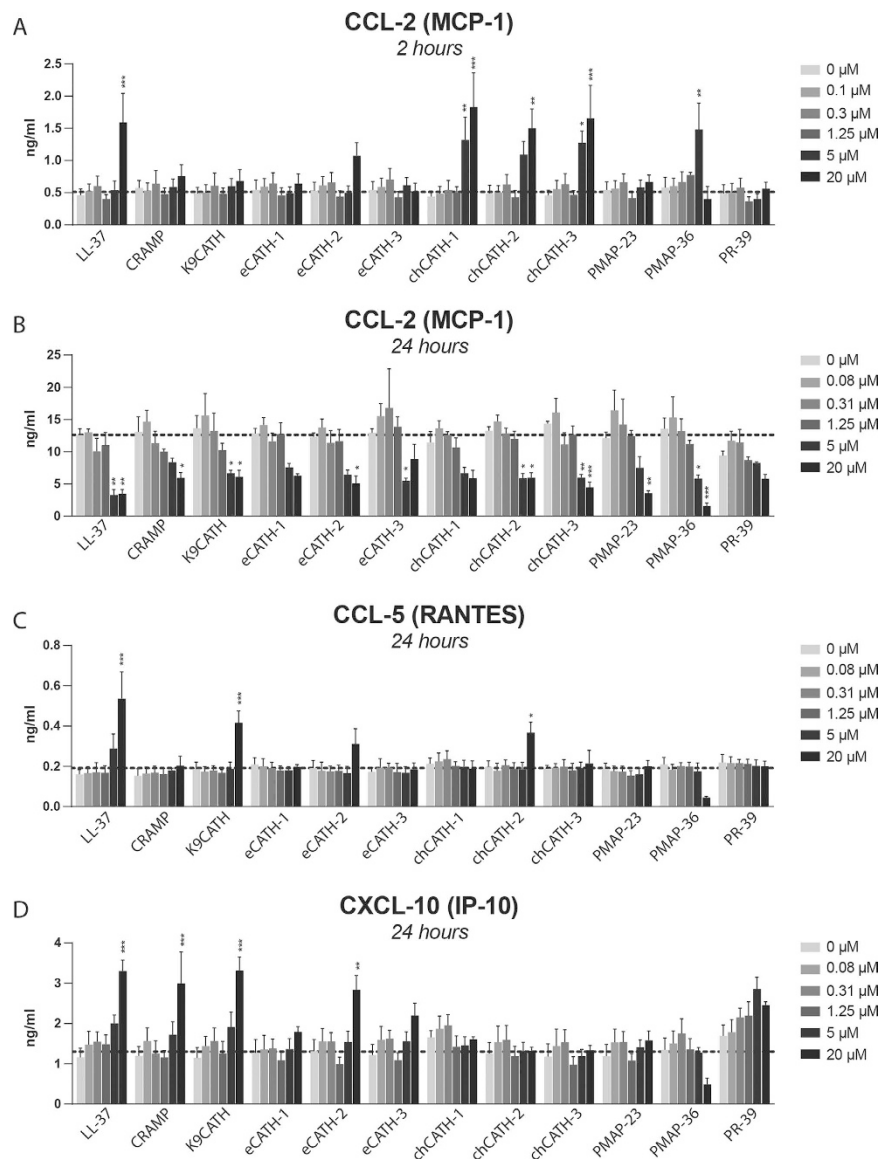 A
CCL-2 (MCP-1)
2 hours
ng/ml
2.5
2.0
1.5
1.0
0.5
0.0
***
** ***
**
* ***
**
LL-37
CRAMP
K9CATH
eCATH-1
eCATH-2
eCATH-3
chCATH-1
chCATH-2
chCATH-3
PMAP-23
PMAP-36
PR-39
0 µM
0.1 µM
0.3 µM
1.25 µM
5 µM
20 µM
B
CCL-2 (MCP-1)
24 hours
ng/ml
25
20
15
10
5
0
** **
*
* *
*
*
* *
** ***
**
* ***
LL-37
CRAMP
K9CATH
eCATH-1
eCATH-2
eCATH-3
chCATH-1
chCATH-2
chCATH-3
PMAP-23
PMAP-36
PR-39
0 µM
0.08 µM
0.31 µM
1.25 µM
5 µM
20 µM
C
CCL-5 (RANTES)
24 hours
ng/ml
0.8
0.6
0.4
0.2
0.0
***
***
*
LL-37
CRAMP
K9CATH
eCATH-1
eCATH-2
eCATH-3
chCATH-1
chCATH-2
chCATH-3
PMAP-23
PMAP-36
PR-39
0 µM
0.08 µM
0.31 µM
1.25 µM
5 µM
20 µM
D
CXCL-10 (IP-10)
24 hours
ng/ml
4
3
2
1
0
***
***
***
**
LL-37
CRAMP
K9CATH
eCATH-1
eCATH-2
eCATH-3
chCATH-1
chCATH-2
chCATH-3
PMAP-23
PMAP-36
PR-39
0 µM
0.08 µM
0.31 µM
1.25 µM
5 µM
20 µM